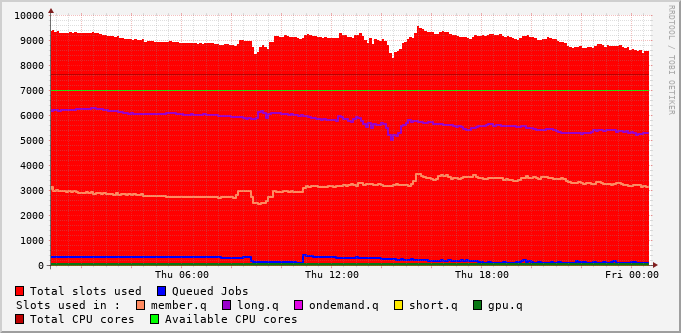 10000
9000
8000
7000
6000
5000
4000
3000
2000
1000
0
Thu 06:00 Thu 12:00 Thu 18:00 Fri 00:00
RRDTOOL / TOBI OETIKER
Total slots used Queued Jobs
Slots used in : member.q long.q ondemand.q short.q gpu.q
Total CPU cores Available CPU cores